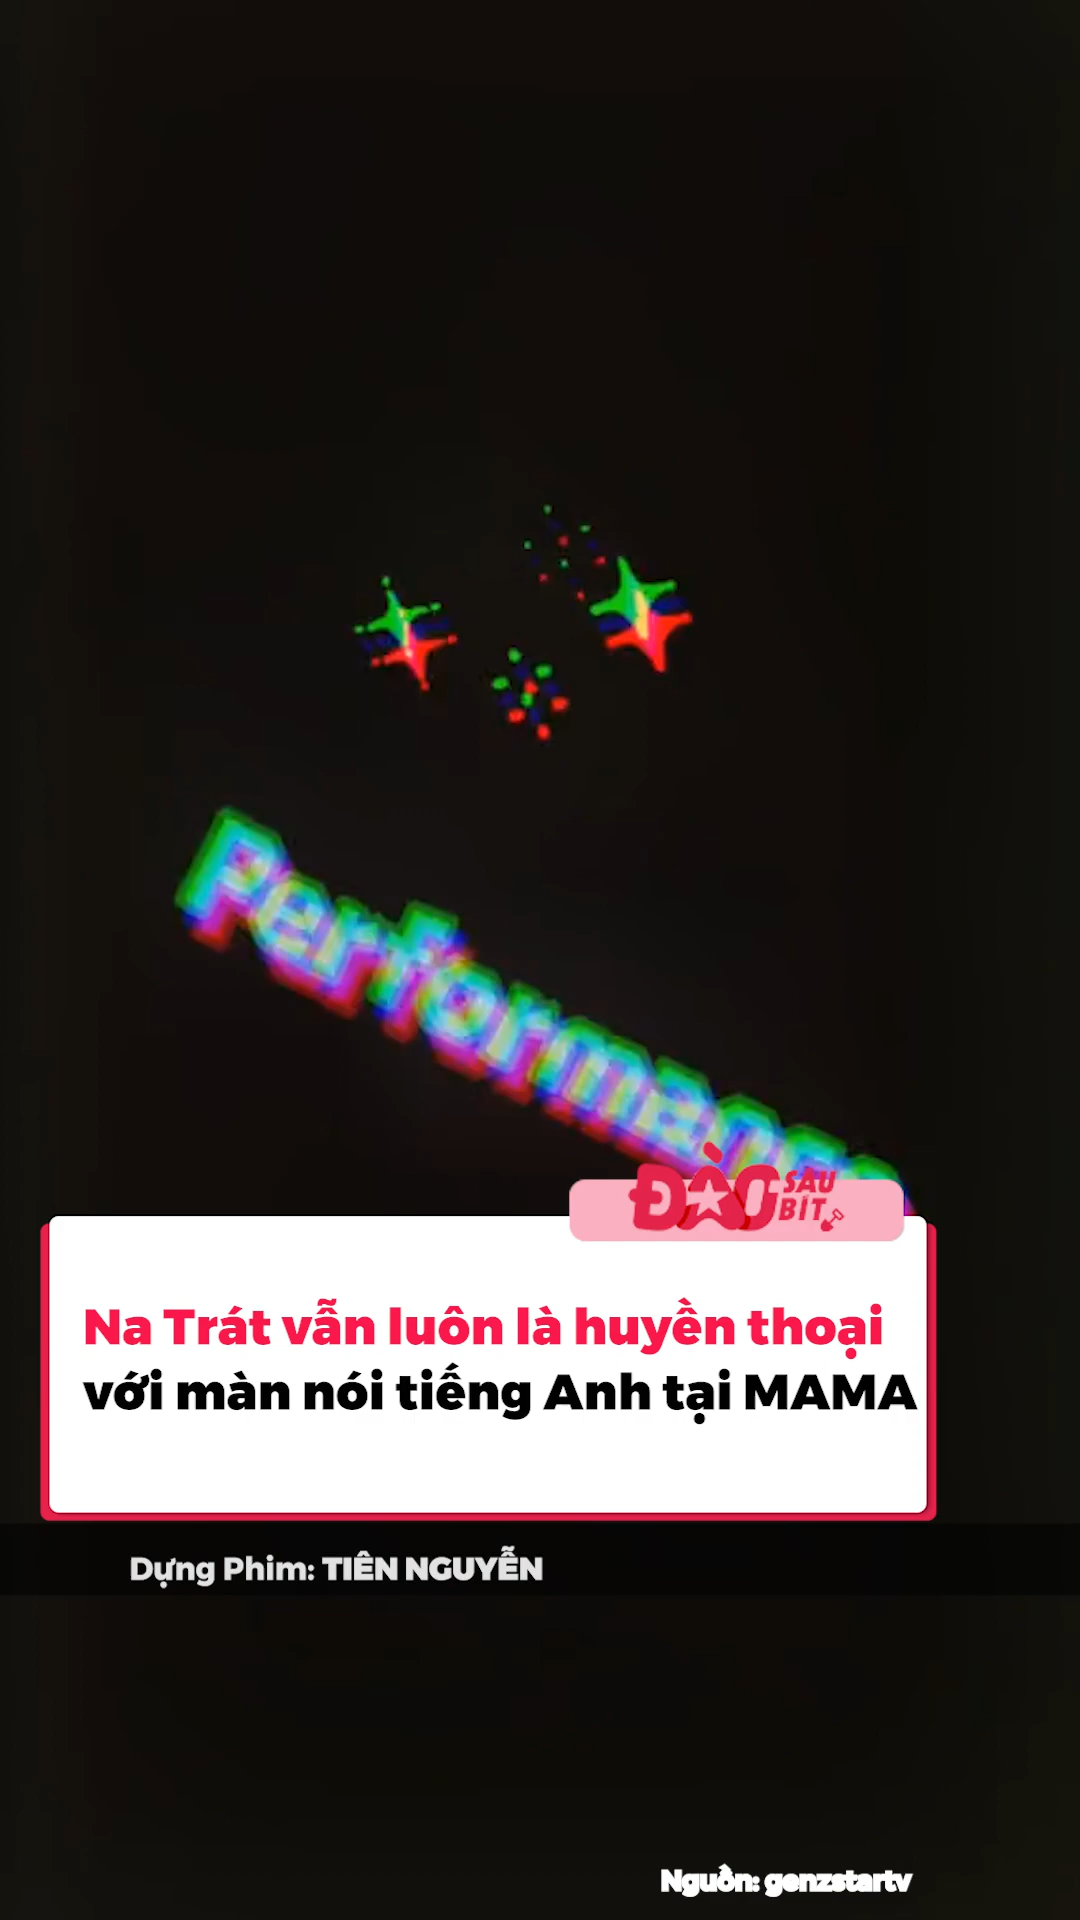 Performance
ĐÀO SAU BIT
Na Trát vẫn luôn là huyền thoại
với màn nói tiếng Anh tại MAMA
Dựng Phim: TIÊN NGUYỄN
Nguồn: genzstartv